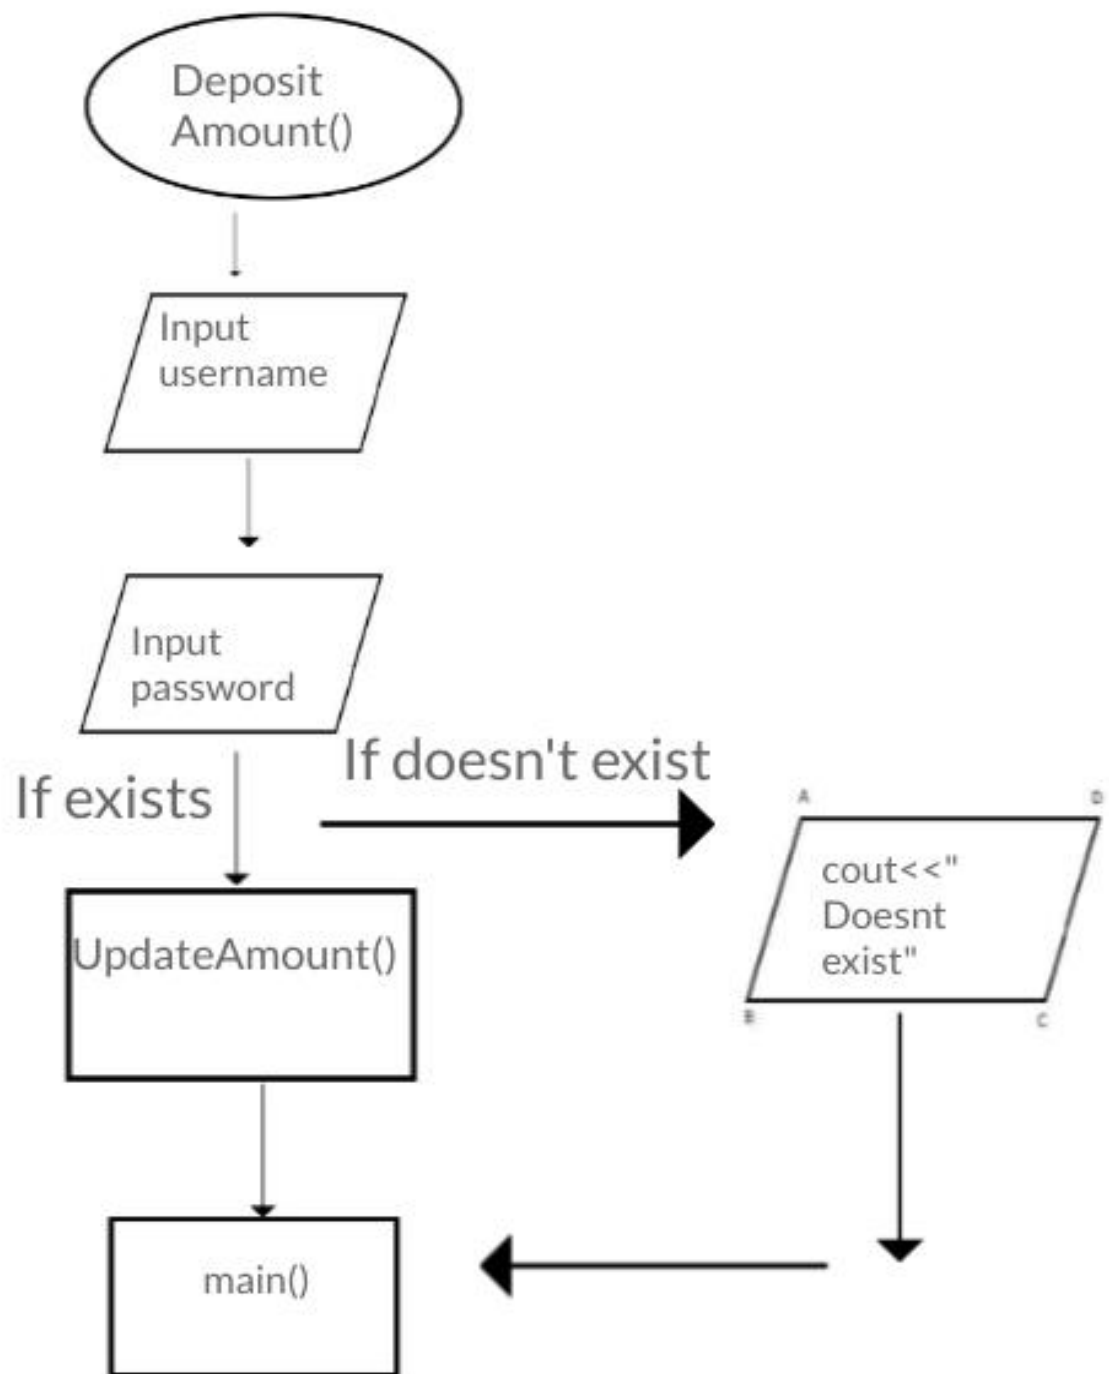 Deposit
Amount()
Input
username
Input
password
If exists
If doesn't exist
A
D
cout<<"
Doesnt
exist"
B
C
UpdateAmount()
main()